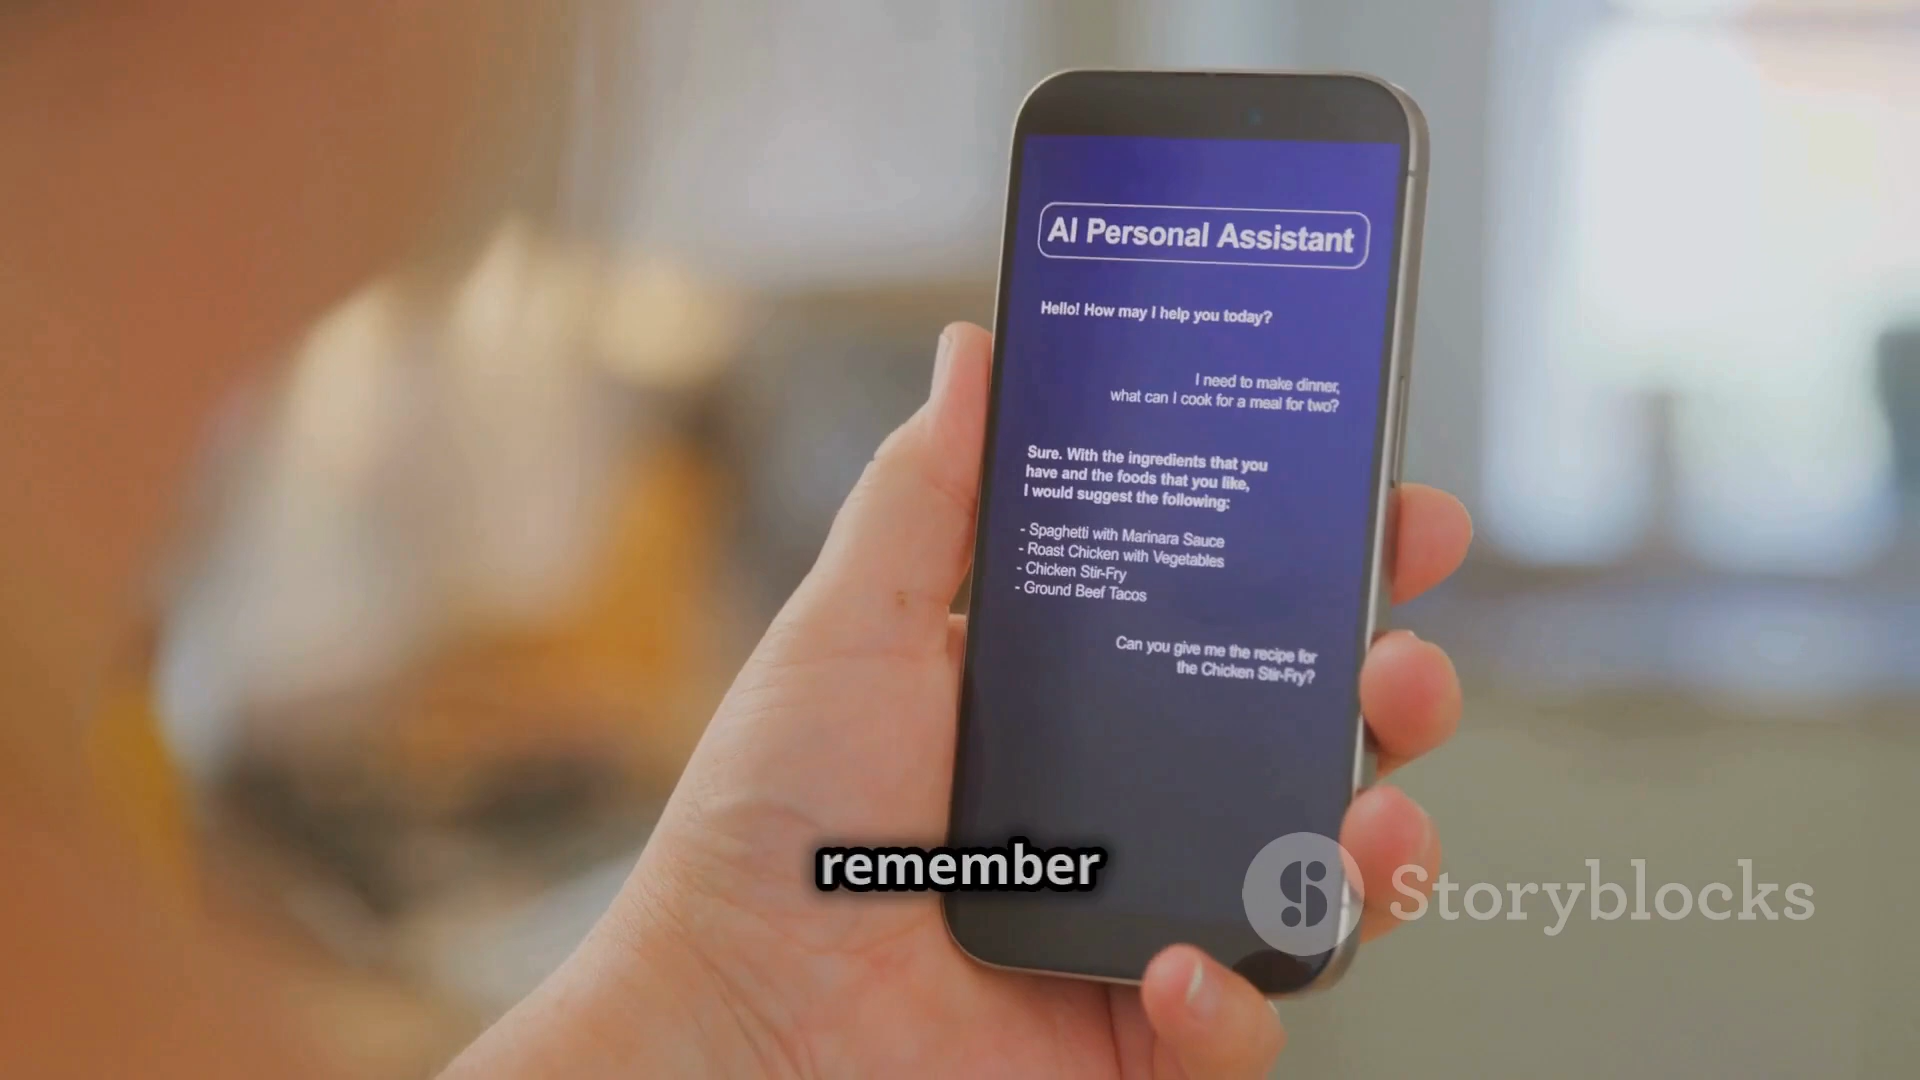 AI Personal Assistant
Hello! How may I help you today?
I need to make dinner,
what can I cook for a meal for two?
Sure. With the ingredients that you
have and the foods that you like,
I would suggest the following:
- Spaghetti with Marinara Sauce
- Roast Chicken with Vegetables
- Chicken Stir-Fry
- Ground Beef Tacos
Can you give me the recipe for
the Chicken Stir-Fry?
remember
Storyblocks